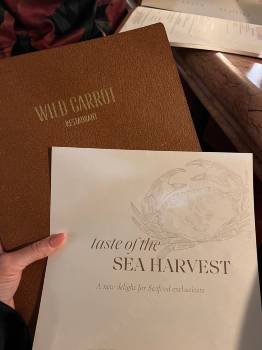 WILD CARROT
RESTAURANT
taste of the
SEA HARVEST
A new delight for Seafood enthusiasts